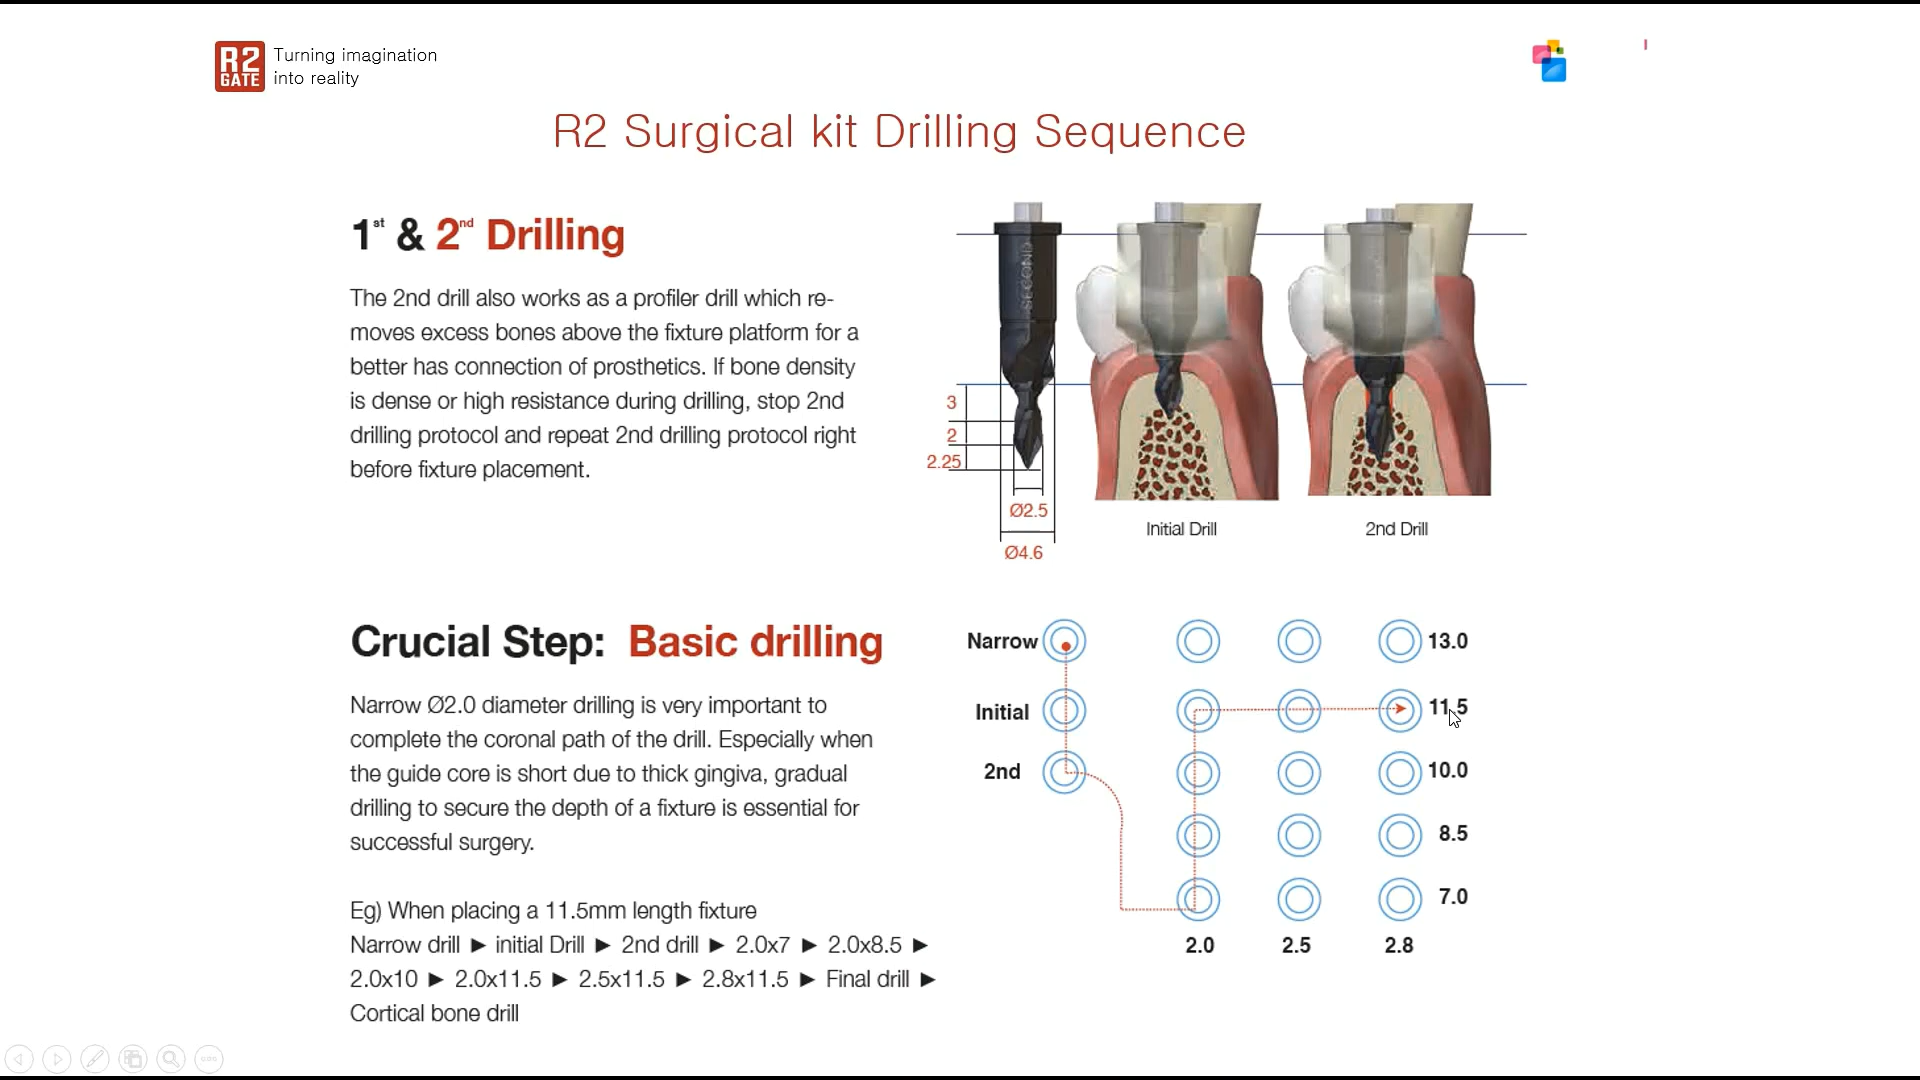 R2
GATE
Turning imagination
into reality
R2 Surgical kit Drilling Sequence
1st & 2nd Drilling
The 2nd drill also works as a profiler drill which re-
moves excess bones above the fixture platform for a
better has connection of prosthetics. If bone density
is dense or high resistance during drilling, stop 2nd
drilling protocol and repeat 2nd drilling protocol right
before fixture placement.
SECOND
3
2
2.25
Ø2.5
Ø4.6
Initial Drill
2nd Drill
Crucial Step: Basic drilling
Narrow Ø2.0 diameter drilling is very important to
complete the coronal path of the drill. Especially when
the guide core is short due to thick gingiva, gradual
drilling to secure the depth of a fixture is essential for
successful surgery.
Eg) When placing a 11.5mm length fixture
Narrow drill ► initial Drill ► 2nd drill ► 2.0x7 ► 2.0x8.5 ►
2.0x10 ► 2.0x11.5 ► 2.5x11.5 ► 2.8x11.5 ► Final drill ►
Cortical bone drill
Narrow
13.0
Initial
11.5
2nd
10.0
8.5
7.0
2.0 2.5 2.8